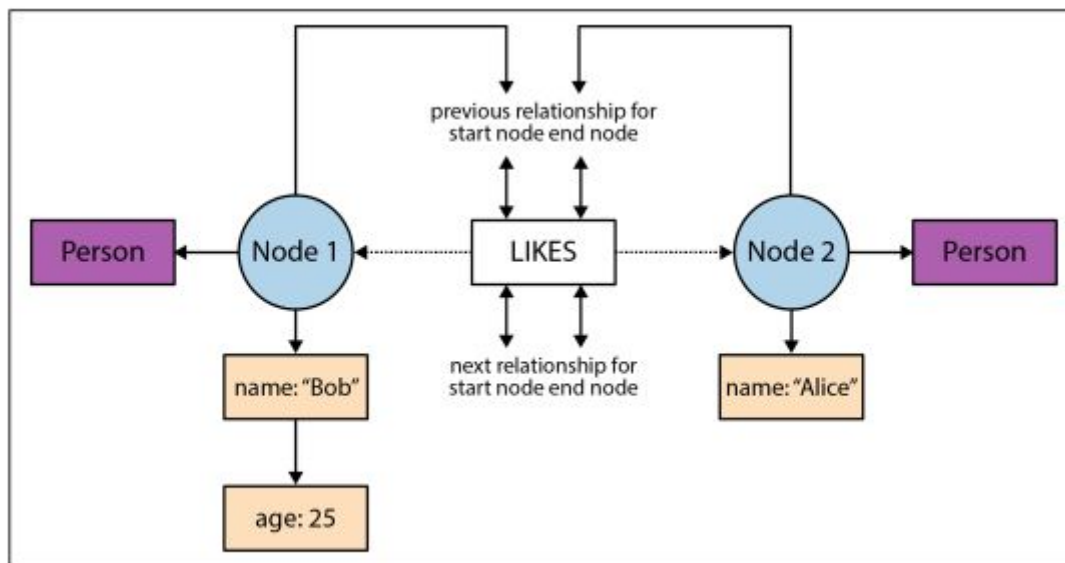 previous relationship for
start node end node
Person
Node 1
LIKES
Node 2
Person
next relationship for
start node end node
name: “Bob”
name: “Alice”
age: 25